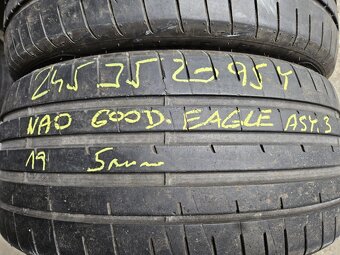 245 35 20 95Y
NAO GOOD. EAGLE ASY.3
19 5mm